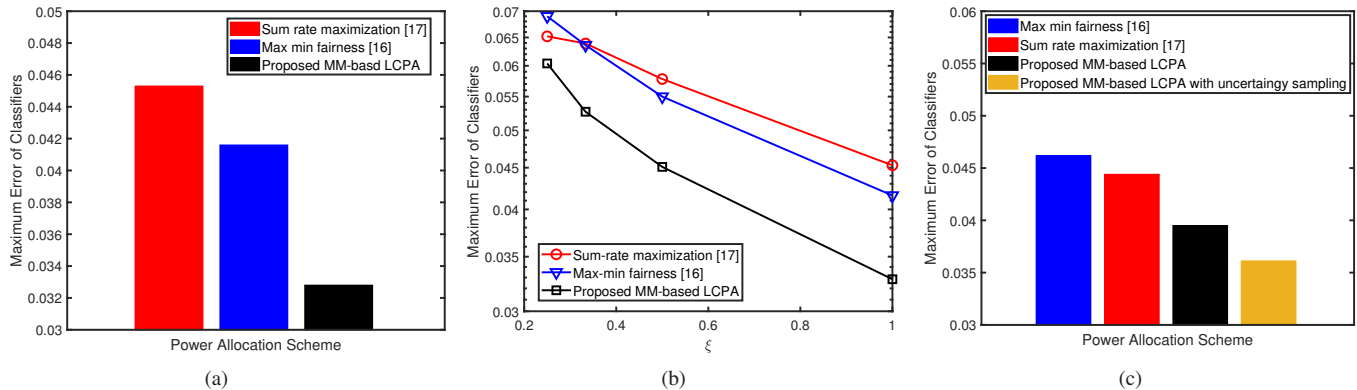 Maximum Error of Classifiers
0.05
0.048
0.046
0.044
0.042
0.04
0.038
0.036
0.034
0.032
0.03
Sum rate maximization [17]
Max min fairness [16]
Proposed MM-basd LCPA
Power Allocation Scheme
(a)
Maximum Error of Classifiers
0.07
0.065
0.06
0.055
0.05
0.045
0.04
0.035
0.03
Sum-rate maximization [17]
Max-min fairness [16]
Proposed MM-based LCPA
0.2
0.4
0.6
0.8
1
ξ
(b)
Maximum Error of Classifiers
0.06
0.055
0.05
0.045
0.04
0.035
0.03
Max min fairness [16]
Sum rate maximization [17]
Proposed MM-based LCPA
Proposed MM-based LCPA with uncertaingy sampling
Power Allocation Scheme
(c)